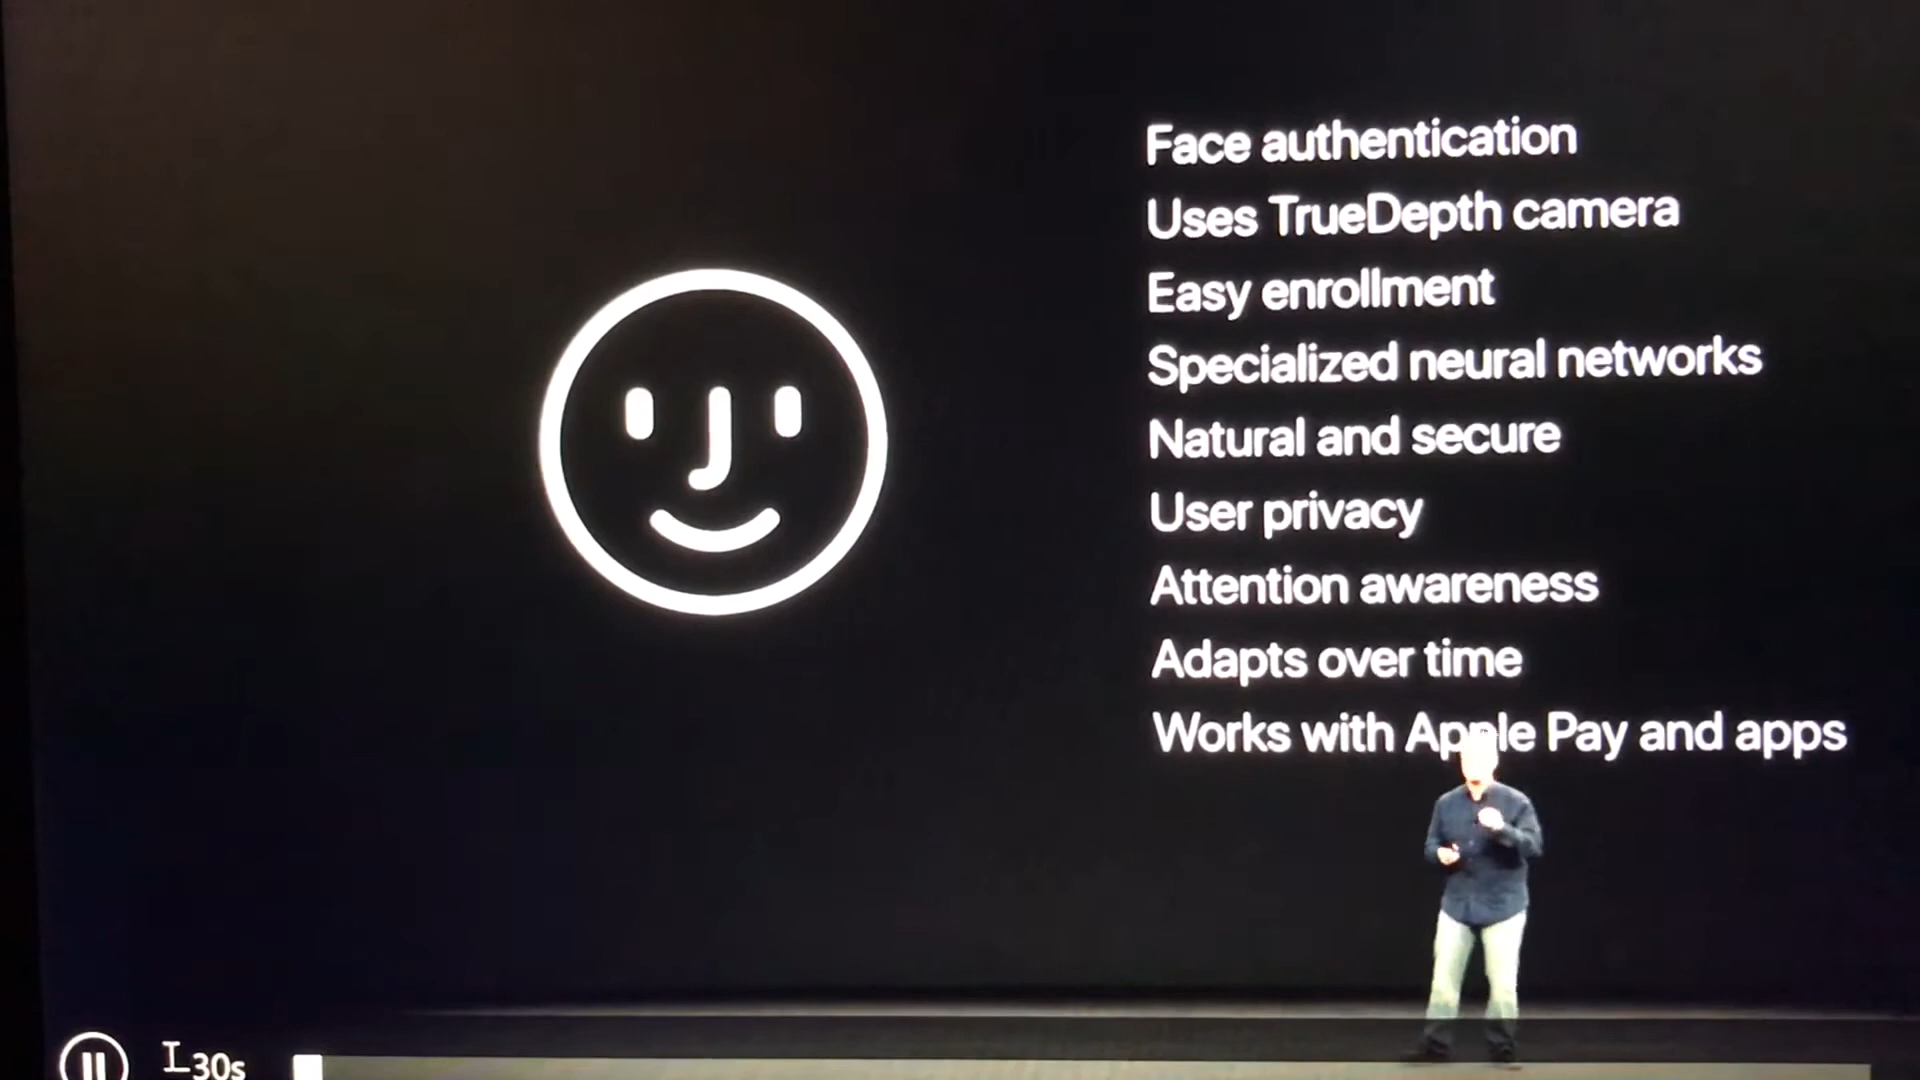 Face authentication
Uses TrueDepth camera
Easy enrollment
Specialized neural networks
Natural and secure
User privacy
Attention awareness
Adapts over time
Works with Apple Pay and apps
30s